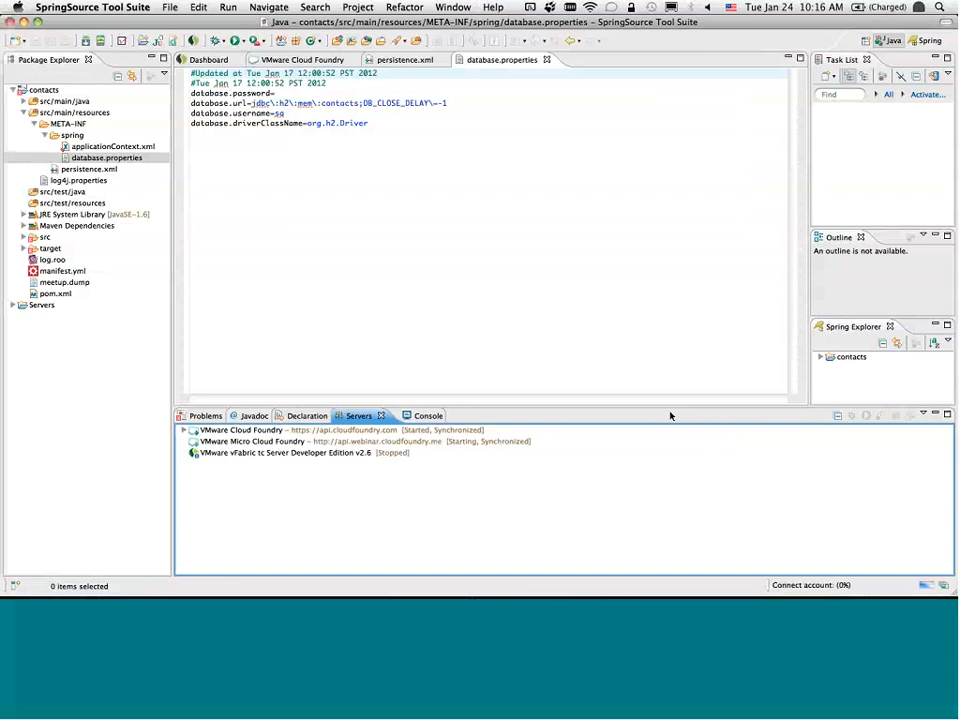 SpringSource Tool Suite File Edit Run Navigate Search Project Refactor Window Help Tue Jan 24 10:16 AM (Charged)
Java – contacts/src/main/resources/META-INF/spring/database.properties – SpringSource Tool Suite
Java Spring
Package Explorer
Dashboard VMware Cloud Foundry persistence.xml database.properties
Task List
contacts
src/main/java
src/main/resources
META-INF
spring
applicationContext.xml
database.properties
persistence.xml
log4j.properties
src/test/java
src/test/resources
JRE System Library [JavaSE-1.6]
Maven Dependencies
src
target
log.roo
manifest.yml
meetup.dump
pom.xml
Servers
#Updated at Tue Jan 17 12:00:52 PST 2012
#Tue Jan 17 12:00:52 PST 2012
database.password=
database.url=jdbc\:h2\:mem\:contacts;DB_CLOSE_DELAY\=-1
database.username=sa
database.driverClassName=org.h2.Driver
Find All Activate...
Outline
An outline is not available.
Spring Explorer
contacts
Problems Javadoc Declaration Servers Console
VMware Cloud Foundry – https://api.cloudfoundry.com [Started, Synchronized]
VMware Micro Cloud Foundry – http://api.webinar.cloudfoundry.me [Starting, Synchronized]
VMware vFabric tc Server Developer Edition v2.6 [Stopped]
0 items selected
Connect account: (0%)